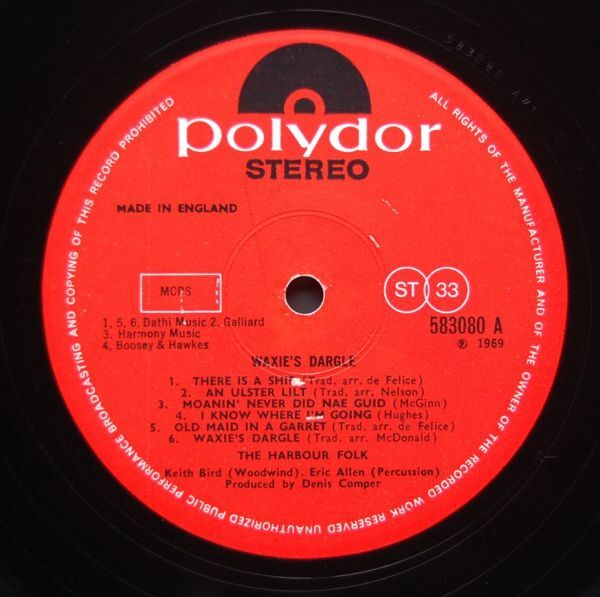 polydor
STEREO
MADE IN ENGLAND
MCPS
ST 33
1, 5, 6. Dathi Music 2. Galliard
3. Harmony Music
4. Boosey & Hawkes
583080 A
℗ 1969
WAXIE'S DARGLE
1. THERE IS A SHIP (Trad. arr. de Felice)
2. AN ULSTER LILT (Trad. arr. Nelson)
3. MOANIN' NEVER DID NAE GUID (McGinn)
4. I KNOW WHERE I'M GOING (Hughes)
5. OLD MAID IN A GARRET (Trad. arr. de Felice)
6. WAXIE'S DARGLE (Trad. arr. McDonald)
THE HARBOUR FOLK
Keith Bird (Woodwind). Eric Allen (Percussion)
Produced by Denis Comper
ALL RIGHTS OF THE MANUFACTURER AND OF THE OWNER OF THE RECORDED WORK RESERVED UNAUTHORIZED PUBLIC PERFORMANCE BROADCASTING AND COPYING OF THIS RECORD PROHIBITED